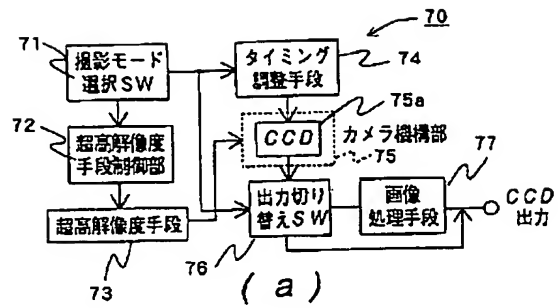 70
71
撮影モード
選択SW
タイミング
調整手段
74
75a
72
超高解像度
手段制御部
CCD
カメラ機構部
75
77
超高解像度手段
出力切り
替えSW
画像
処理手段
CCD
出力
73
76
(a)